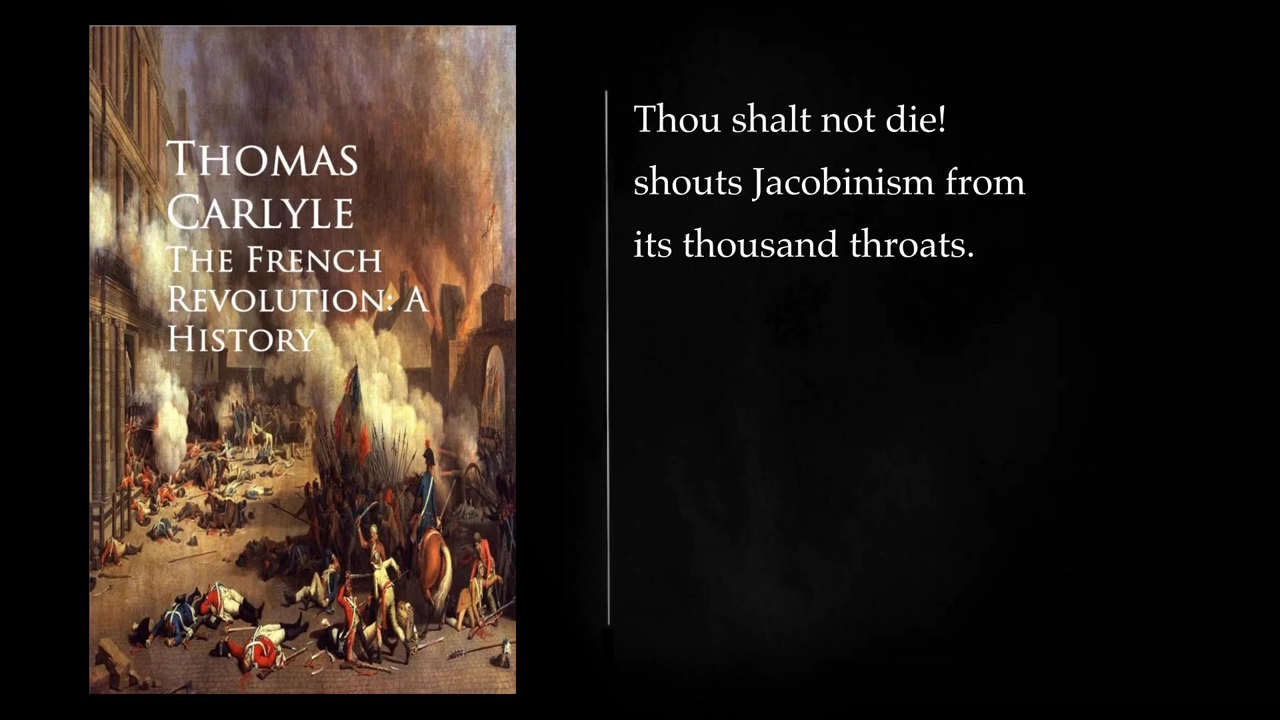 THOMAS
CARLYLE
THE FRENCH
REVOLUTION: A
HISTORY
Thou shalt not die!
shouts Jacobinism from
its thousand throats.